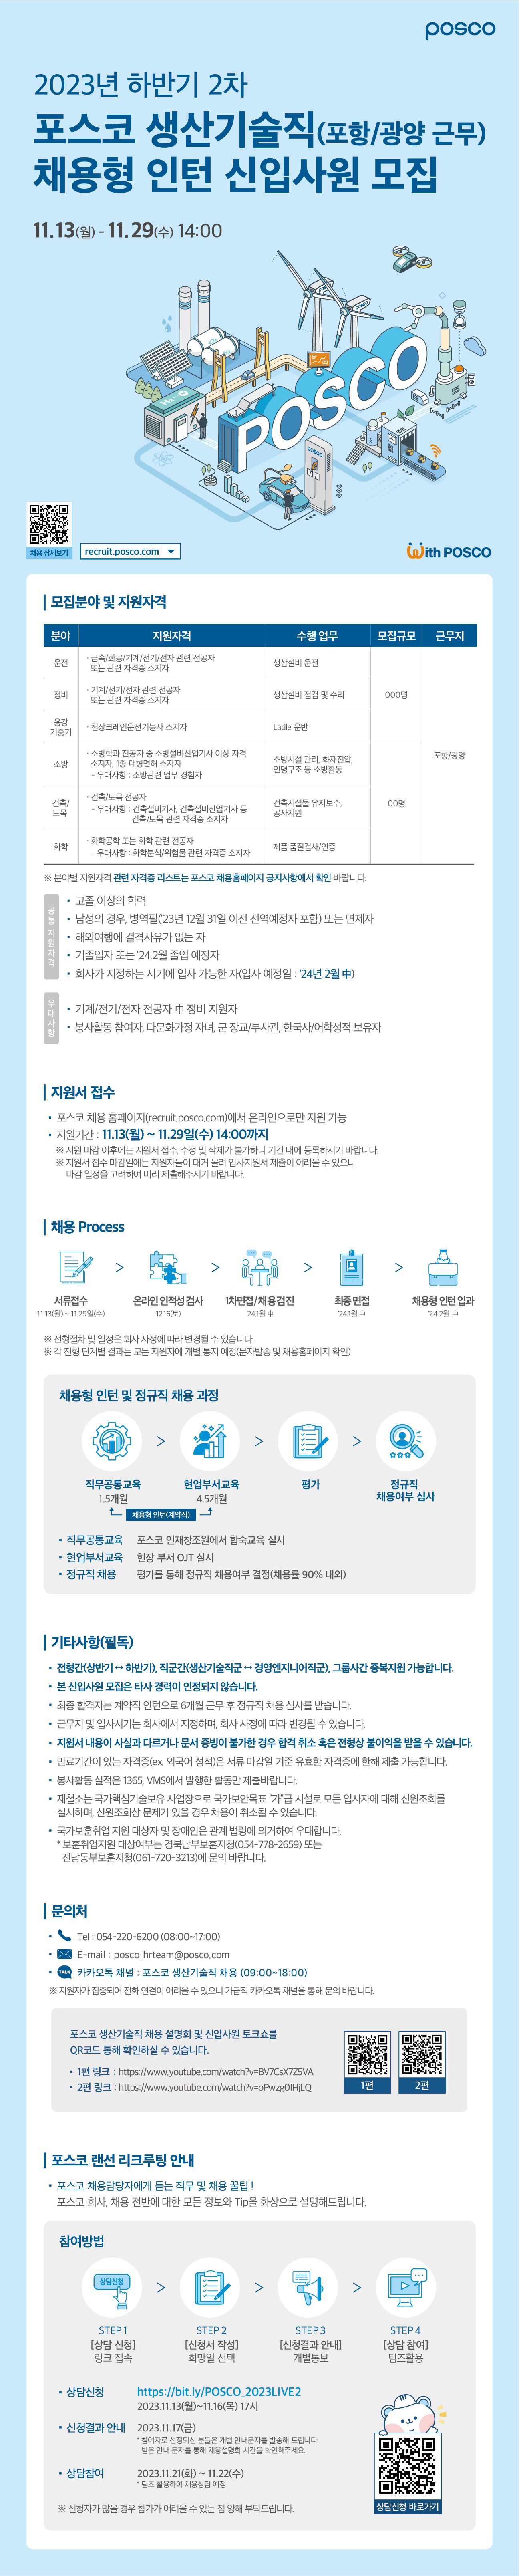 posco
2023년 하반기 2차
포스코 생산기술직(포항/광양 근무)
채용형 인턴 신입사원 모집
11.13(월) - 11.29(수) 14:00
POSCO
posco
채용 상세보기
recruit.posco.com
With POSCO
모집분야 및 지원자격
분야 지원자격 수행 업무 모집규모 근무지
운전
· 금속/화공/기계/전기/전자 관련 전공자
또는 관련 자격증 소지자
생산설비 운전
정비
· 기계/전기/전자 관련 전공자
또는 관련 자격증 소지자
생산설비 점검 및 수리
000명
용강
기중기
· 천장크레인운전기능사 소지자
Ladle 운반
소방
· 소방학과 전공자 중 소방설비산업기사 이상 자격
소지자, 1종 대형면허 소지자
- 우대사항 : 소방관련 업무 경험자
소방시설 관리, 화재진압,
인명구조 등 소방활동
포항/광양
건축/
토목
· 건축/토목 전공자
- 우대사항 : 건축설비기사, 건축설비산업기사 등
건축/토목 관련 자격증 소지자
건축시설물 유지보수,
공사지원
00명
화학
· 화학공학 또는 화학 관련 전공자
- 우대사항 : 화학분석/위험물 관련 자격증 소지자
제품 품질검사/인증
※ 분야별 지원자격 관련 자격증 리스트는 포스코 채용홈페이지 공지사항에서 확인 바랍니다.
공통 지원자격
• 고졸 이상의 학력
• 남성의 경우, 병역필('23년 12월 31일 이전 전역예정자 포함) 또는 면제자
• 해외여행에 결격사유가 없는 자
• 기졸업자 또는 '24.2월 졸업 예정자
• 회사가 지정하는 시기에 입사 가능한 자(입사 예정일 : '24년 2월 中)
우대사항
• 기계/전기/전자 전공자 中 정비 지원자
• 봉사활동 참여자, 다문화가정 자녀, 군 장교/부사관, 한국사/어학성적 보유자
지원서 접수
• 포스코 채용 홈페이지(recruit.posco.com)에서 온라인으로만 지원 가능
• 지원기간 : 11.13(월) ~ 11.29일(수) 14:00까지
※ 지원 마감 이후에는 지원서 접수, 수정 및 삭제가 불가하니 기간 내에 등록하시기 바랍니다.
※ 지원서 접수 마감일에는 지원자들이 대거 몰려 입사지원서 제출이 어려울 수 있으니
마감 일정을 고려하여 미리 제출해주시기 바랍니다.
채용 Process
서류접수 > 온라인 인적성 검사 > 1차면접/채용검진 > 최종 면접 > 채용형 인턴 입과
11.13(월) ~ 11.29일(수) 12.16(토) '24.1월 中 '24.1월 中 '24.2월 中
※ 전형절차 및 일정은 회사 사정에 따라 변경될 수 있습니다.
※ 각 전형 단계별 결과는 모든 지원자에 개별 통지 예정(문자발송 및 채용홈페이지 확인)
채용형 인턴 및 정규직 채용 과정
직무공통교육 > 현업부서교육 > 평가 > 정규직
채용여부 심사
1.5개월 4.5개월
채용형 인턴(계약직)
• 직무공통교육 포스코 인재창조원에서 합숙교육 실시
• 현업부서교육 현장 부서 OJT 실시
• 정규직 채용 평가를 통해 정규직 채용여부 결정(채용률 90% 내외)
기타사항(필독)
• 전형간(상반기 ↔ 하반기), 직군간(생산기술직군 ↔ 경영엔지니어직군), 그룹사간 중복지원 가능합니다.
• 본 신입사원 모집은 타사 경력이 인정되지 않습니다.
• 최종 합격자는 계약직 인턴으로 6개월 근무 후 정규직 채용 심사를 받습니다.
• 근무지 및 입사시기는 회사에서 지정하며, 회사 사정에 따라 변경될 수 있습니다.
• 지원서 내용이 사실과 다르거나 문서 증빙이 불가한 경우 합격 취소 혹은 전형상 불이익을 받을 수 있습니다.
• 만료기간이 있는 자격증(ex. 외국어 성적)은 서류 마감일 기준 유효한 자격증에 한해 제출 가능합니다.
• 봉사활동 실적은 1365, VMS에서 발행한 활동만 제출바랍니다.
• 제철소는 국가핵심기술보유 사업장으로 국가보안목표 "가"급 시설로 모든 입사자에 대해 신원조회를
실시하며, 신원조회상 문제가 있을 경우 채용이 취소될 수 있습니다.
• 국가보훈취업 지원 대상자 및 장애인은 관계 법령에 의거하여 우대합니다.
* 보훈취업지원 대상여부는 경북남부보훈지청(054-778-2659) 또는
전남동부보훈지청(061-720-3213)에 문의 바랍니다.
문의처
• Tel : 054-220-6200 (08:00~17:00)
• E-mail : posco_hrteam@posco.com
• TALK 카카오톡 채널 : 포스코 생산기술직 채용 (09:00~18:00)
※ 지원자가 집중되어 전화 연결이 어려울 수 있으니 가급적 카카오톡 채널을 통해 문의 바랍니다.
포스코 생산기술직 채용 설명회 및 신입사원 토크쇼를
QR코드 통해 확인하실 수 있습니다.
• 1편 링크 : https://www.youtube.com/watch?v=BV7CsX7Z5VA
• 2편 링크 : https://www.youtube.com/watch?v=oPwzg0IHjLQ
1편 2편
포스코 랜선 리크루팅 안내
• 포스코 채용담당자에게 듣는 직무 및 채용 꿀팁 !
포스코 회사, 채용 전반에 대한 모든 정보와 Tip을 화상으로 설명해드립니다.
참여방법
상담신청
STEP 1 STEP 2 STEP 3 STEP 4
[상담 신청] [신청서 작성] [신청결과 안내] [상담 참여]
링크 접속 희망일 선택 개별통보 팀즈활용
• 상담신청 https://bit.ly/POSCO_2023LIVE2
2023.11.13(월)~11.16(목) 17시
• 신청결과 안내 2023.11.17(금)
* 참여자로 선정되신 분들은 개별 안내문자를 발송해 드립니다.
받은 안내 문자를 통해 채용설명회 시간을 확인해주세요.
• 상담참여 2023.11.21(화) ~ 11.22(수)
* 팀즈 활용하여 채용상담 예정
※ 신청자가 많을 경우 참가가 어려울 수 있는 점 양해 부탁드립니다.
상담신청 바로가기